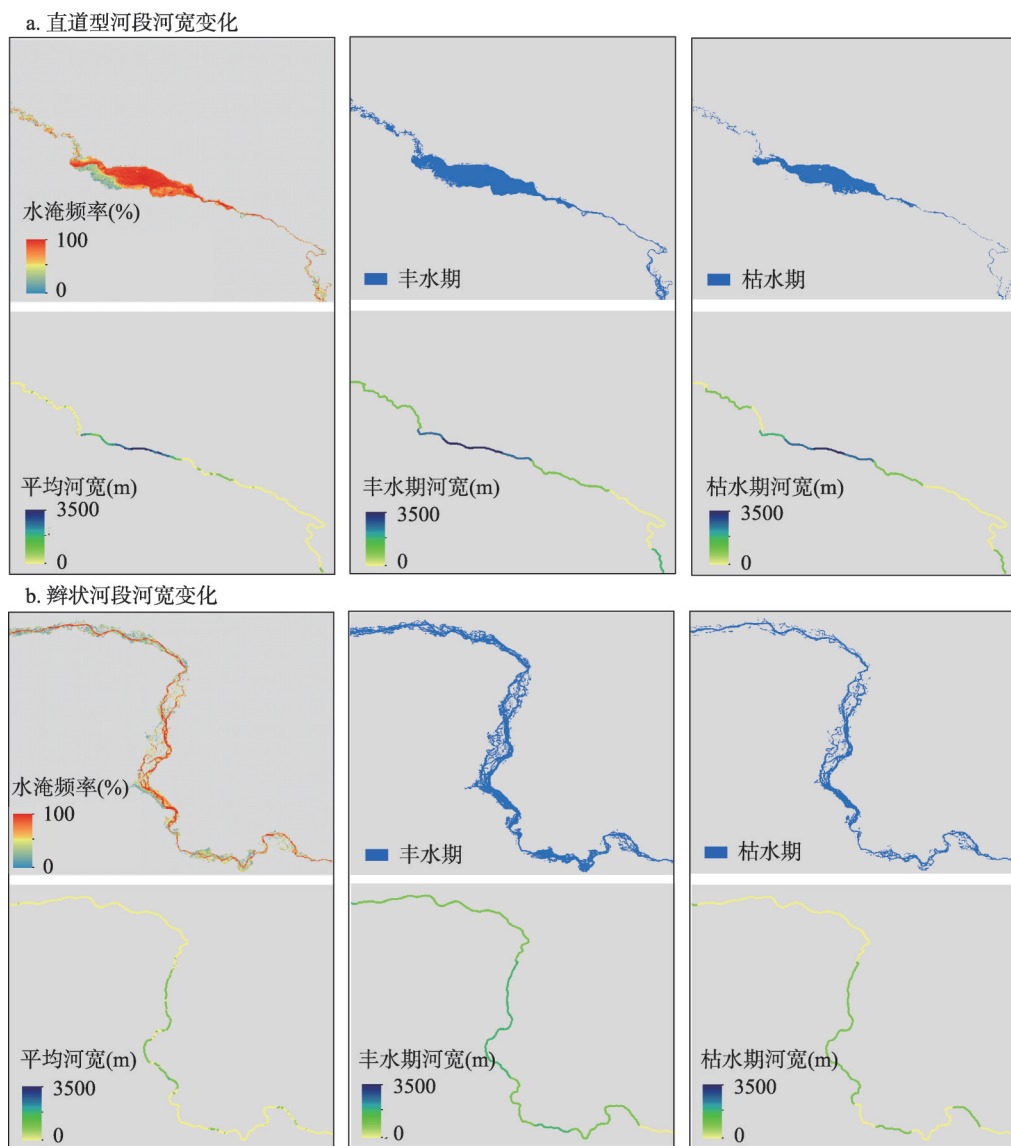 a. 直道型河段河宽变化
水淹频率(%)
100
0
丰水期
枯水期
平均河宽(m)
3500
0
丰水期河宽(m)
3500
0
枯水期河宽(m)
3500
0
b. 辫状河段河宽变化
水淹频率(%)
100
0
丰水期
枯水期
平均河宽(m)
3500
0
丰水期河宽(m)
3500
0
枯水期河宽(m)
3500
0